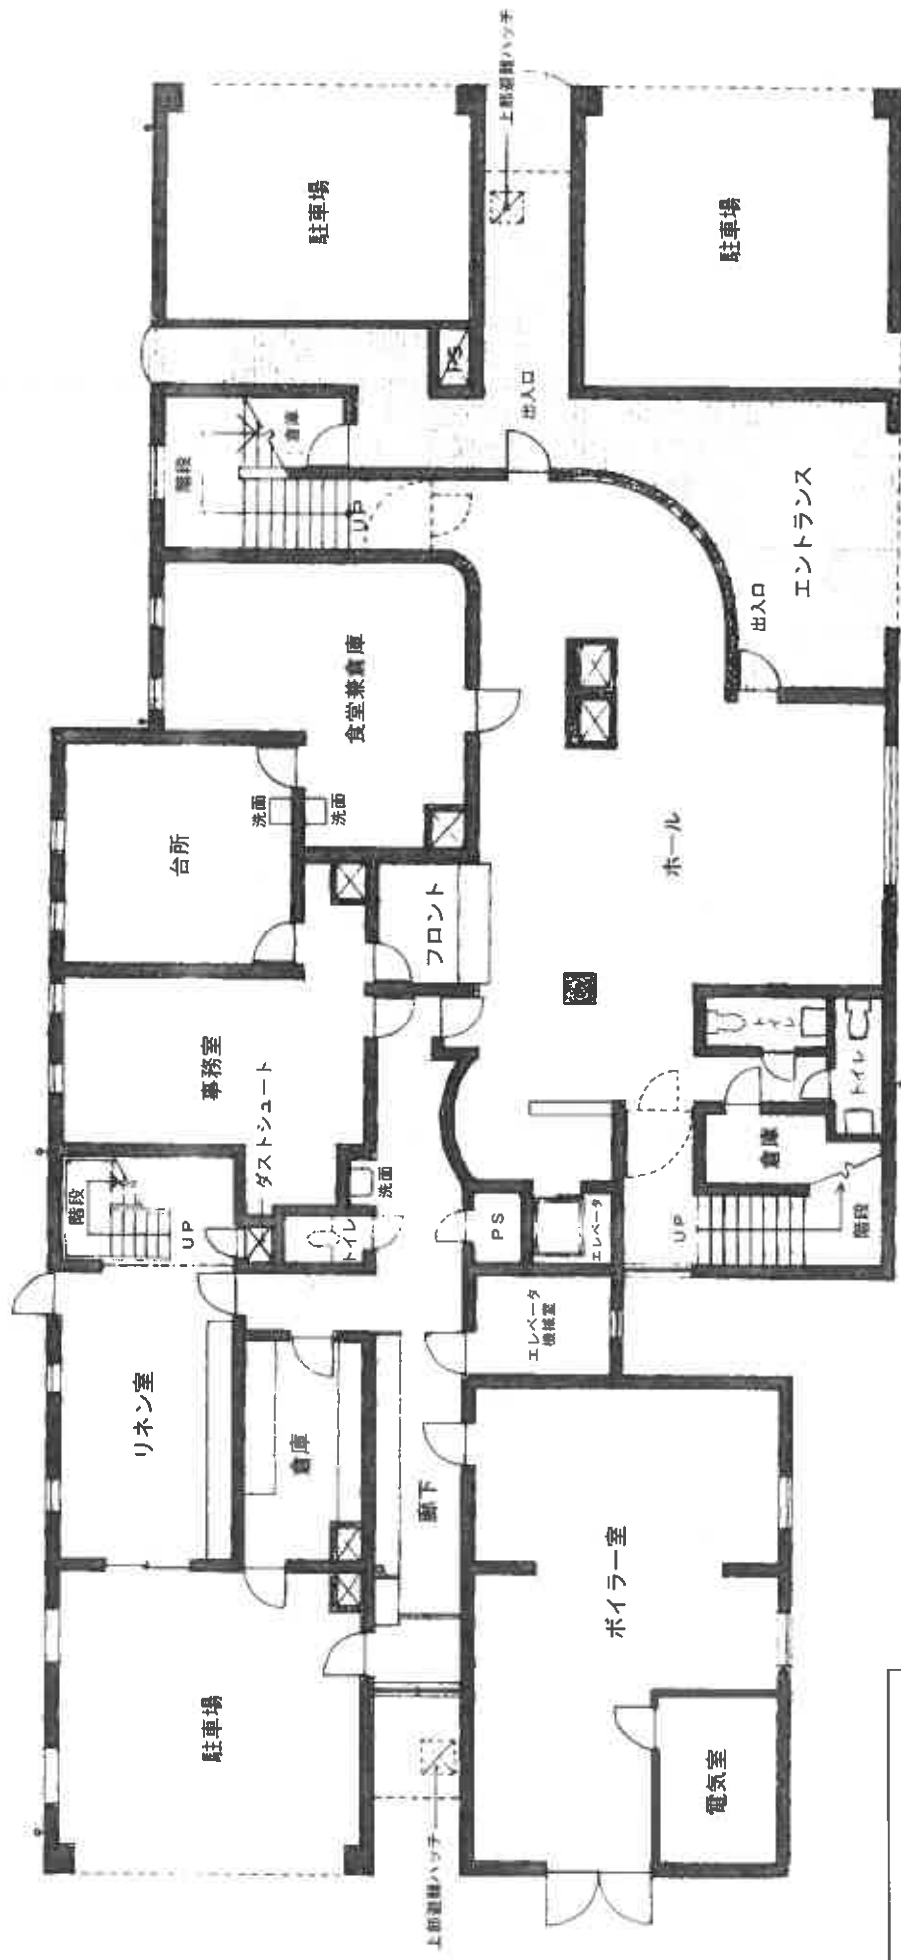 駐車場
リネン室
階段
UP
事務室
ダストシュート
台所
洗面
洗面
食堂兼倉庫
階段
倉庫
UP
駐車場
PS
上部避難ハッチ
倉庫
トイレ
洗面
フロント
廊下
上部避難ハッチ
エレベータ
機械室
PS
エレベータ
ホール
出入口
出入口
エントランス
駐車場
ボイラー室
電気室
UP
階段
倉庫
トイレ
トイレ